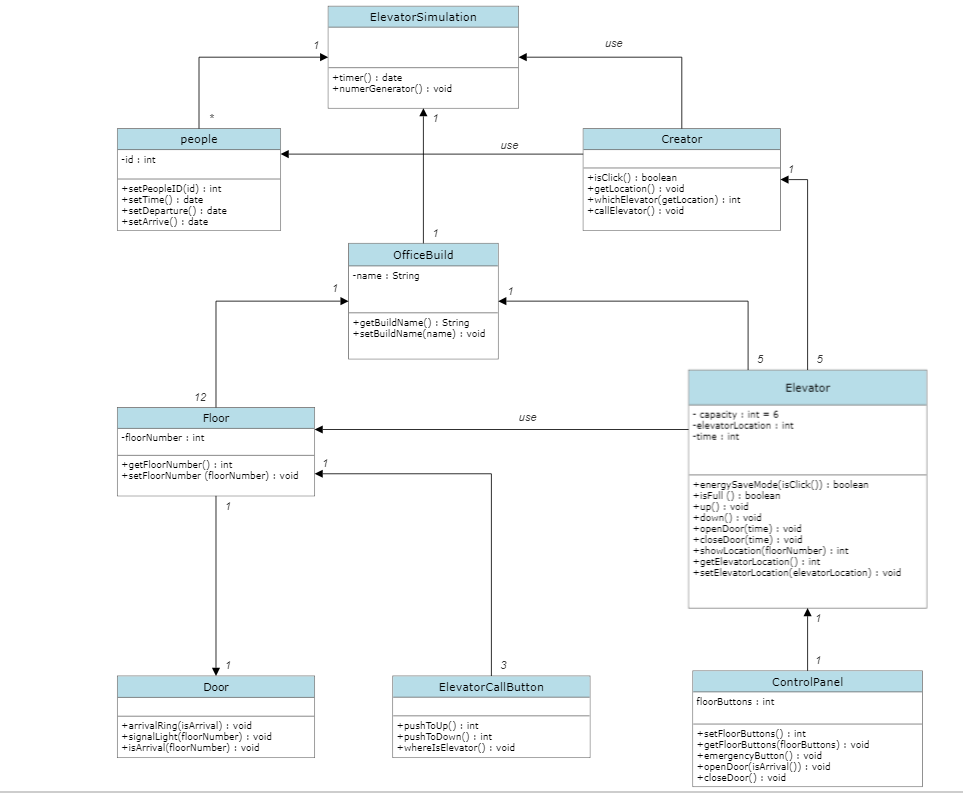 ElevatorSimulation
+timer() : date
+numerGenerator() : void
1
use
*
1
people
-id : int
+setPeopleID(id) : int
+setTime() : date
+setDeparture() : date
+setArrive() : date
use
Creator
+isClick() : boolean
+getLocation() : void
+whichElevator(getLocation) : int
+callElevator() : void
1
1
OfficeBuild
-name : String
+getBuildName() : String
+setBuildName(name) : void
1
1
12
5
5
Floor
-floorNumber : int
+getFloorNumber() : int
+setFloorNumber (floorNumber) : void
use
Elevator
- capacity : int = 6
-elevatorLocation : int
-time : int
+energySaveMode(isClick()) : boolean
+isFull () : boolean
+up() : void
+down() : void
+openDoor(time) : void
+closeDoor(time) : void
+showLocation(floorNumber) : int
+getElevatorLocation() : int
+setElevatorLocation(elevatorLocation) : void
1
1
1
1
3
1
Door
+arrivalRing(isArrival) : void
+signalLight(floorNumber) : void
+isArrival(floorNumber) : void
ElevatorCallButton
+pushToUp() : int
+pushToDown() : int
+whereIsElevator() : void
ControlPanel
floorButtons : int
+setFloorButtons() : int
+getFloorButtons(floorButtons) : void
+emergencyButton() : void
+openDoor(isArrival()) : void
+closeDoor() : void